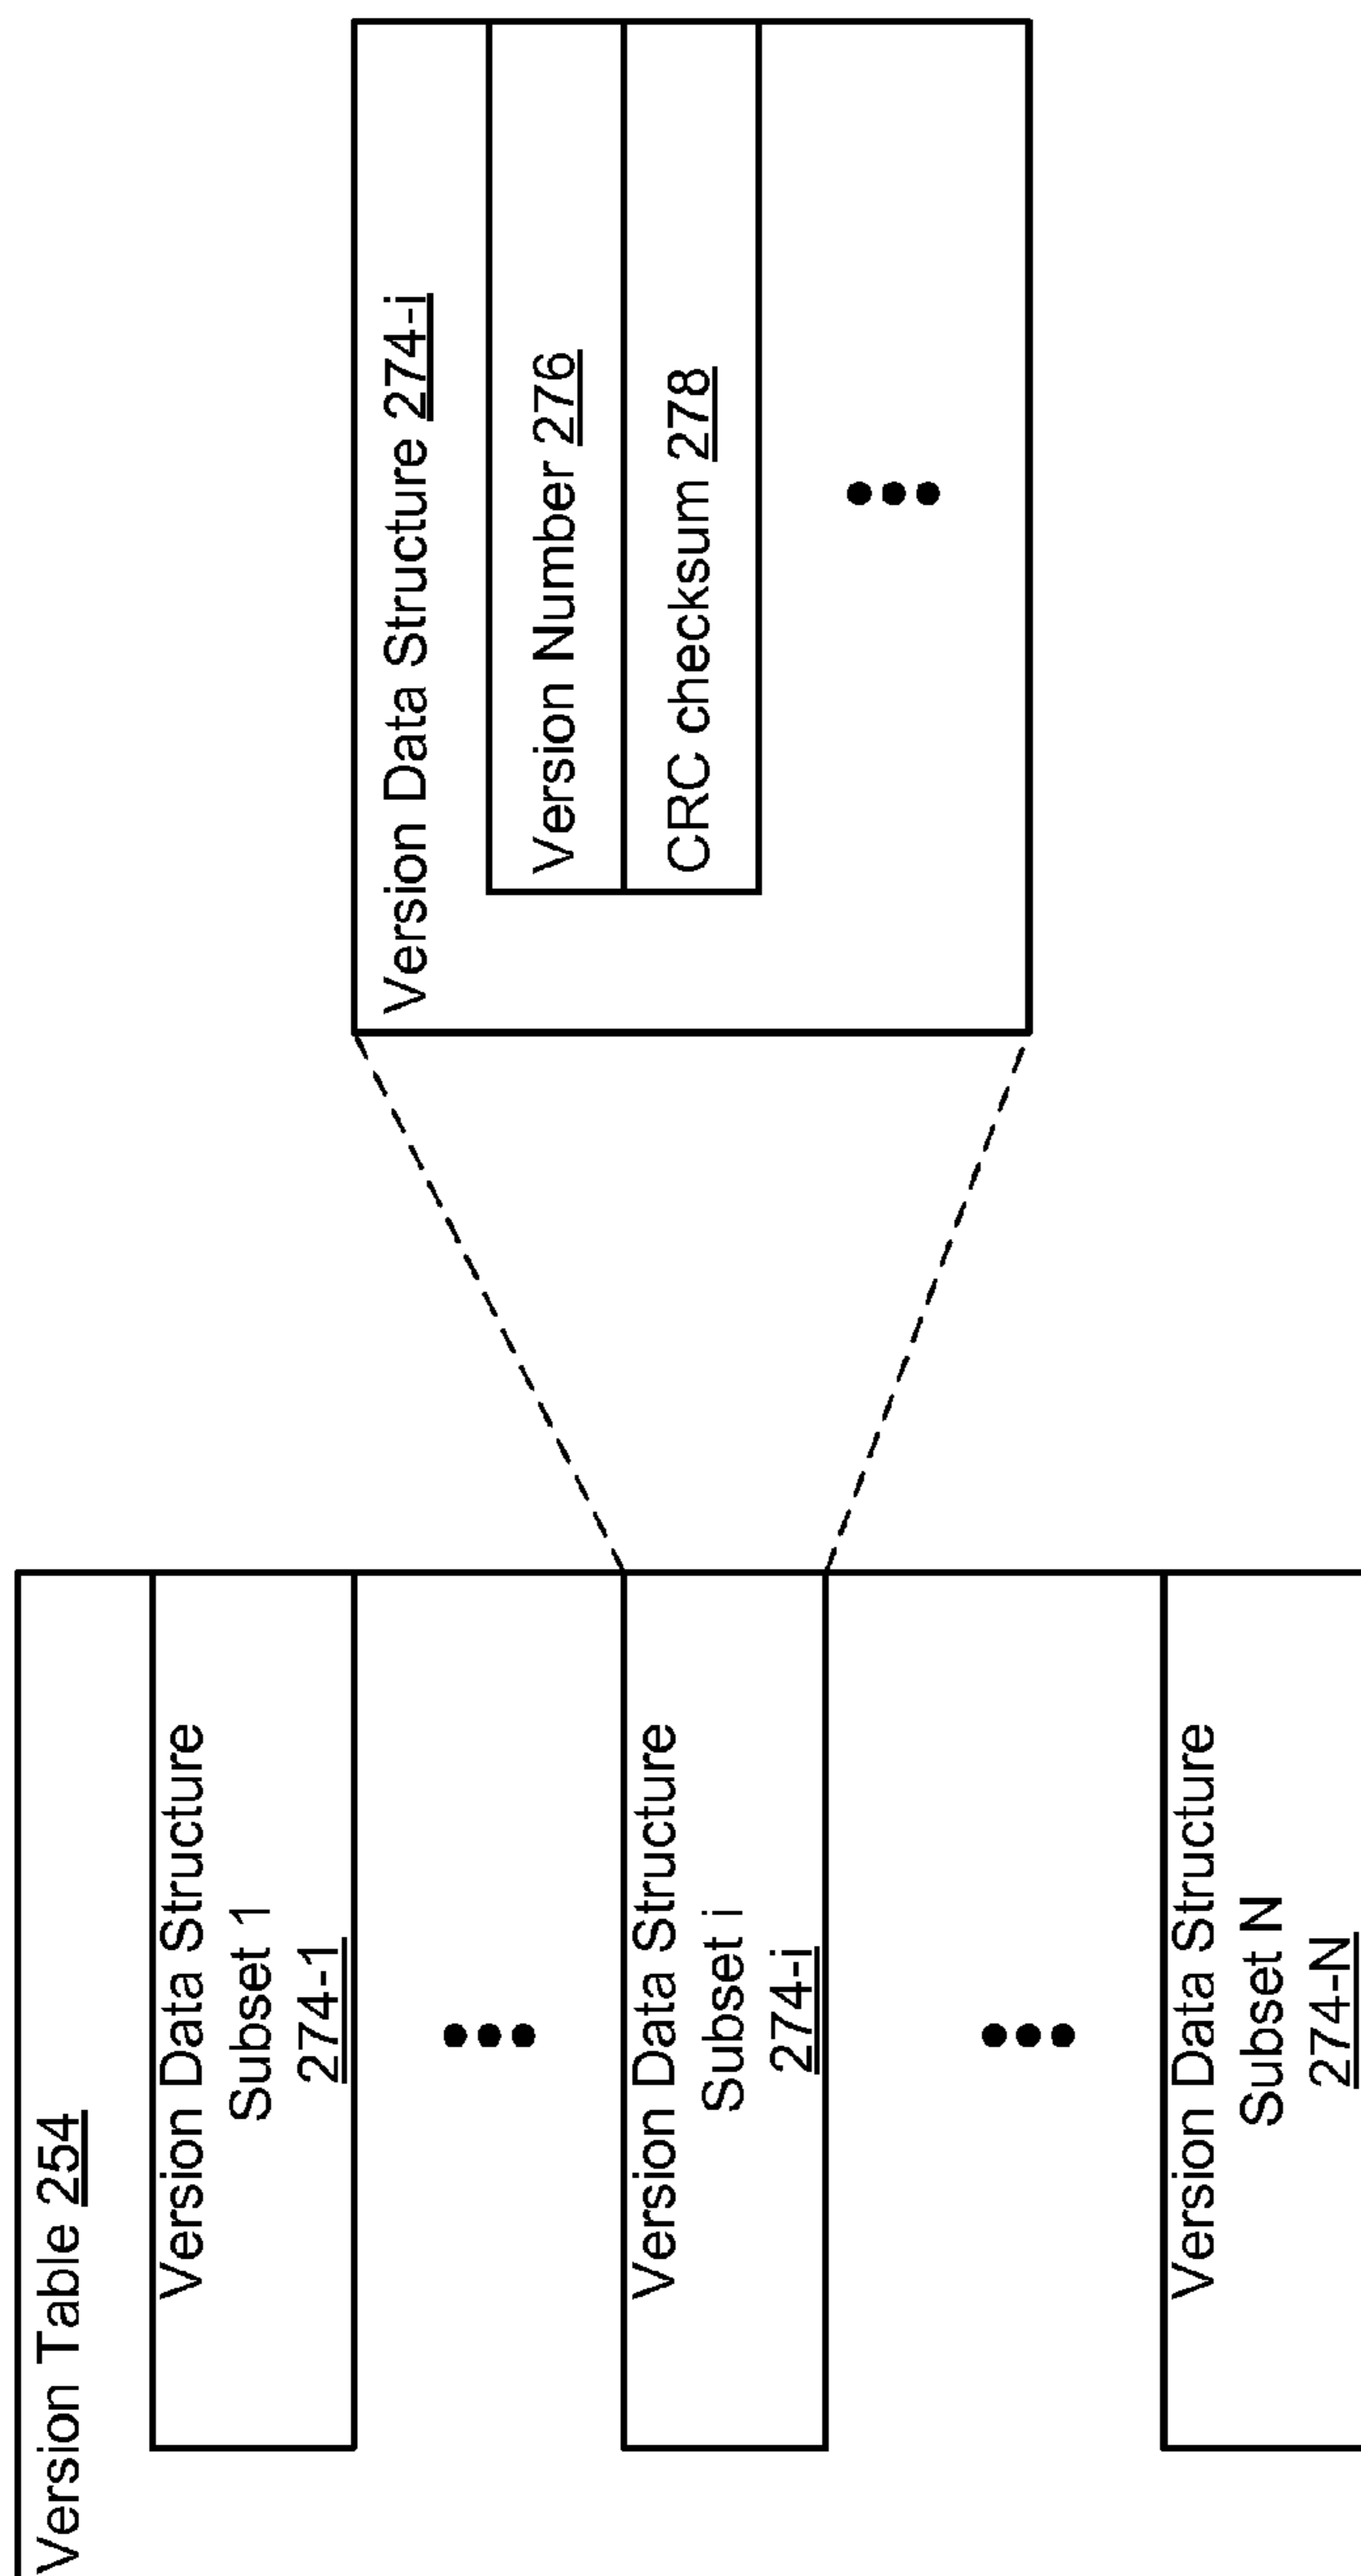 Version Table 254
Version Data Structure
Subset 1
274-1
Version Data Structure
Subset i
274-i
Version Data Structure
Subset N
274-N
Version Data Structure 274-i
Version Number 276
CRC checksum 278